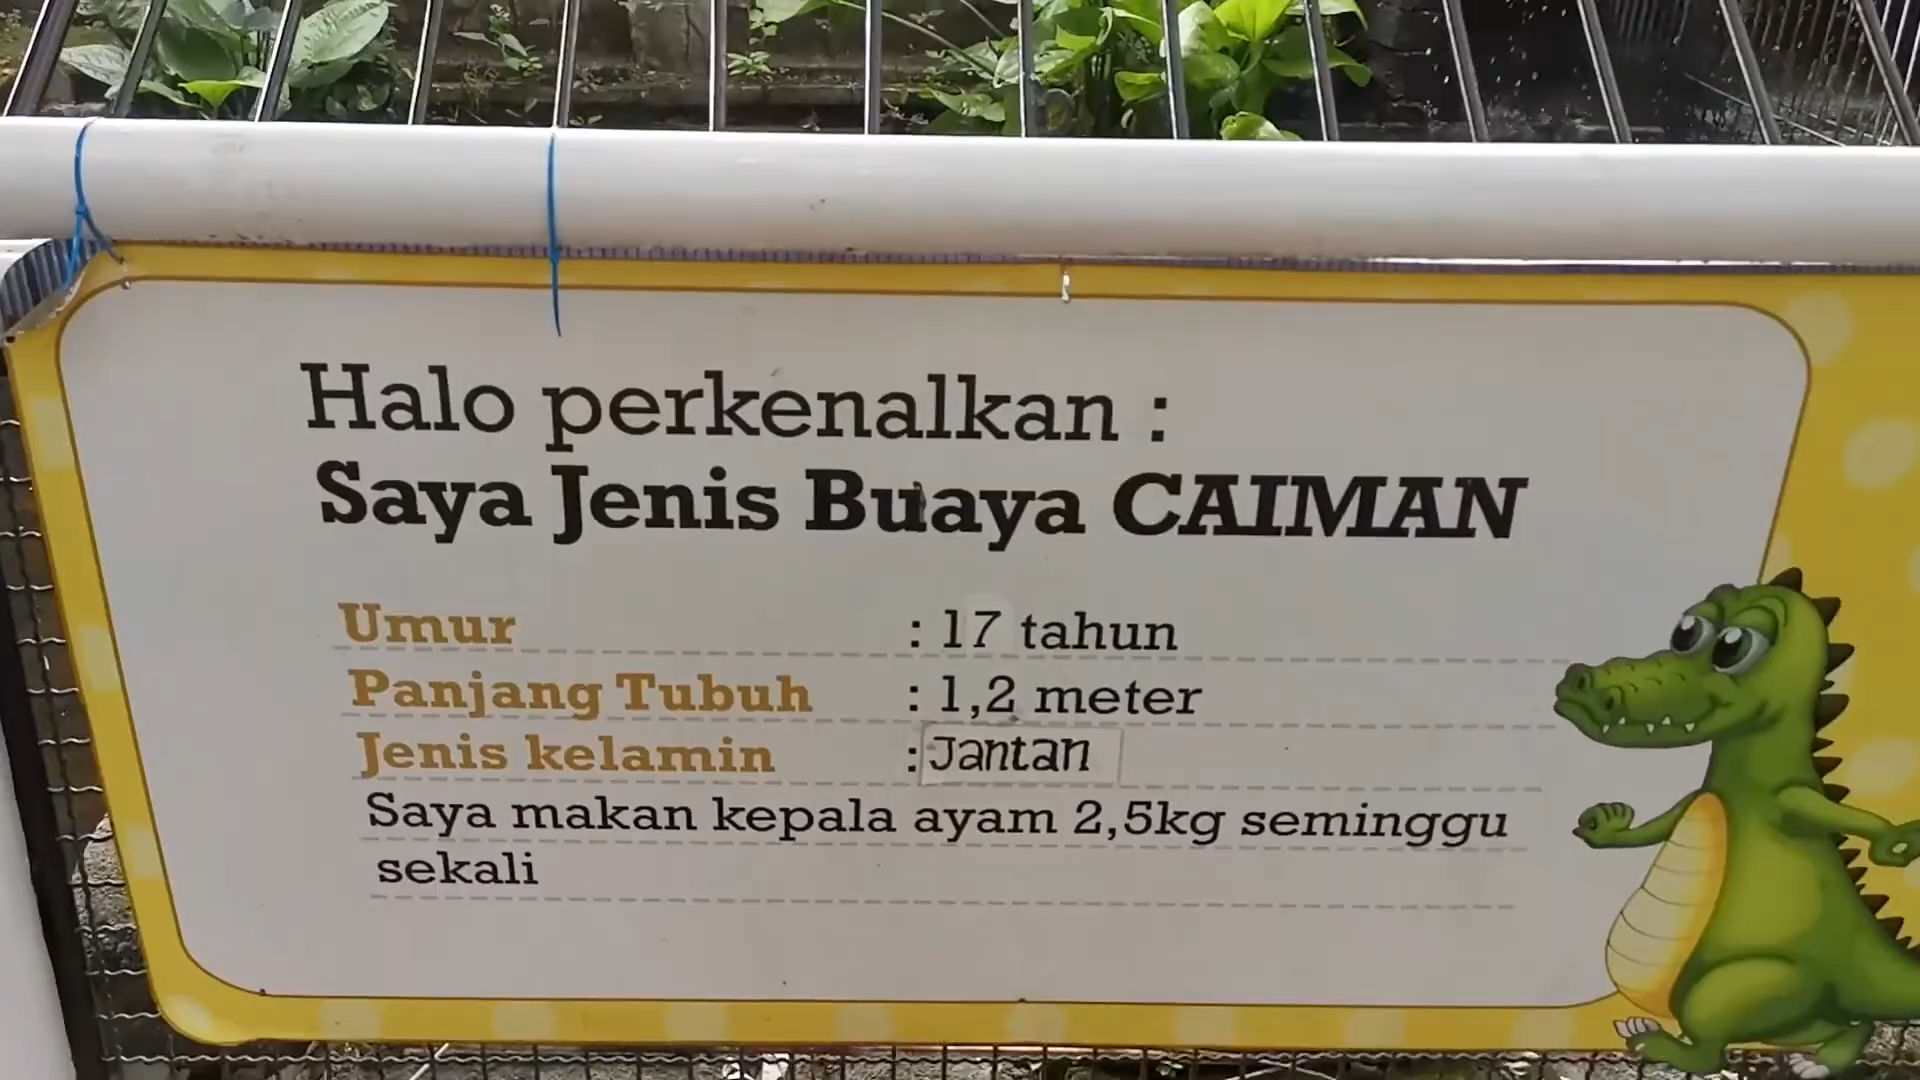 Halo perkenalkan :
Saya Jenis Buaya CAIMAN
Umur : 17 tahun
Panjang Tubuh : 1,2 meter
Jenis kelamin : Jantan
Saya makan kepala ayam 2,5kg seminggu
sekali